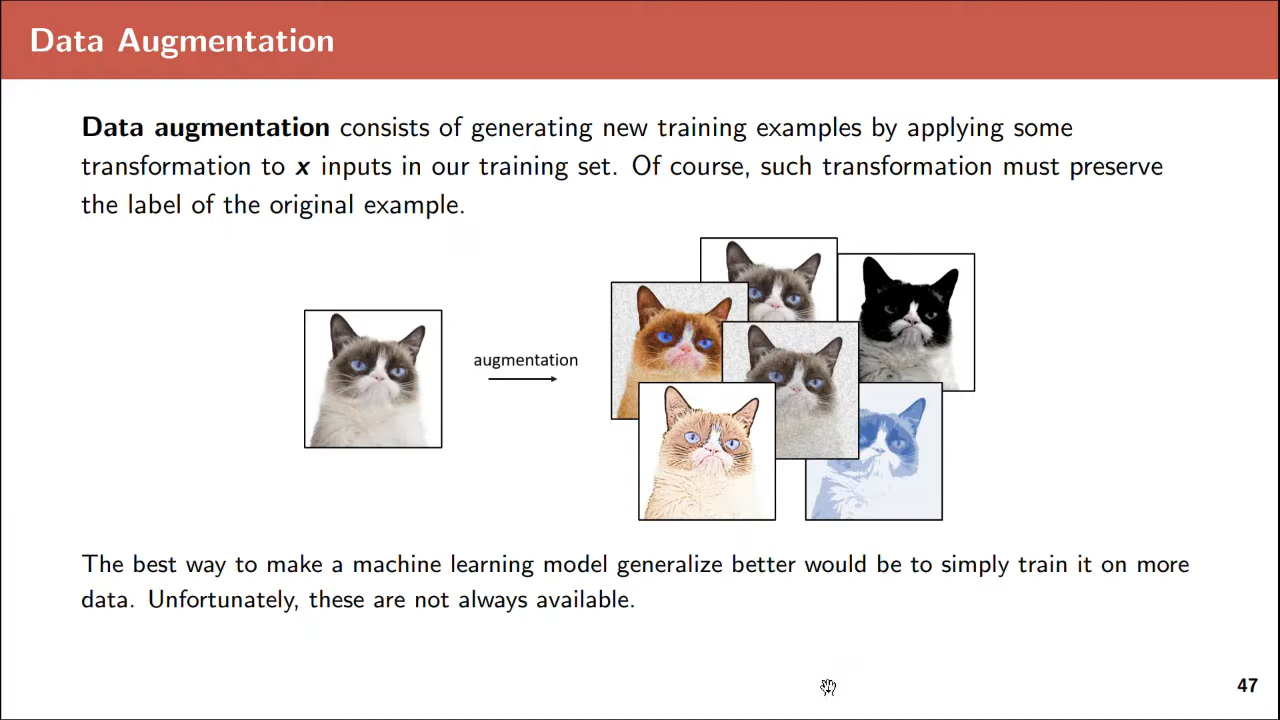 Data Augmentation
Data augmentation consists of generating new training examples by applying some
transformation to x inputs in our training set. Of course, such transformation must preserve
the label of the original example.
augmentation
The best way to make a machine learning model generalize better would be to simply train it on more
data. Unfortunately, these are not always available.
47